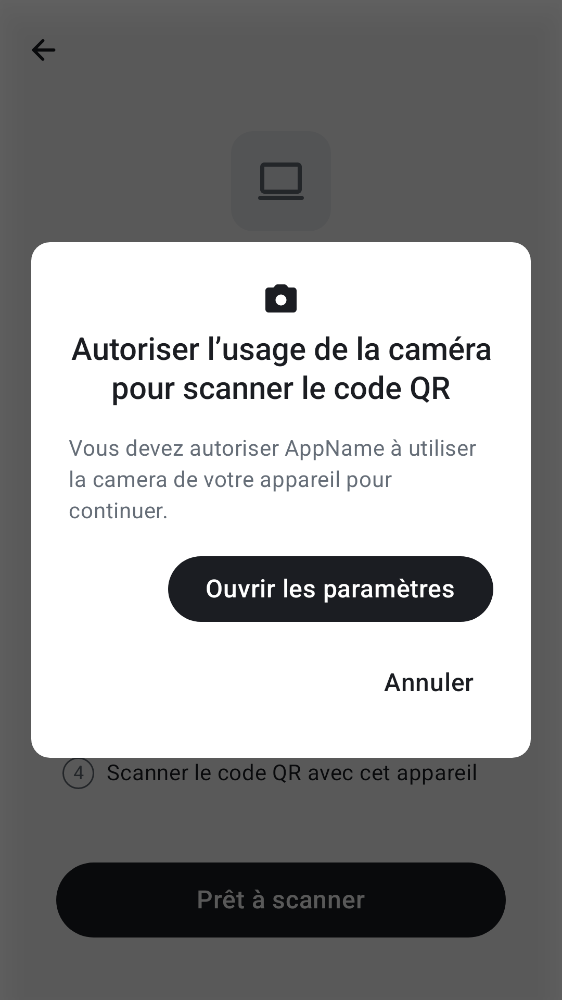 Autoriser l’usage de la caméra
pour scanner le code QR
Vous devez autoriser AppName à utiliser
la camera de votre appareil pour
continuer.
Ouvrir les paramètres
Annuler
4 Scanner le code QR avec cet appareil
Prêt à scanner